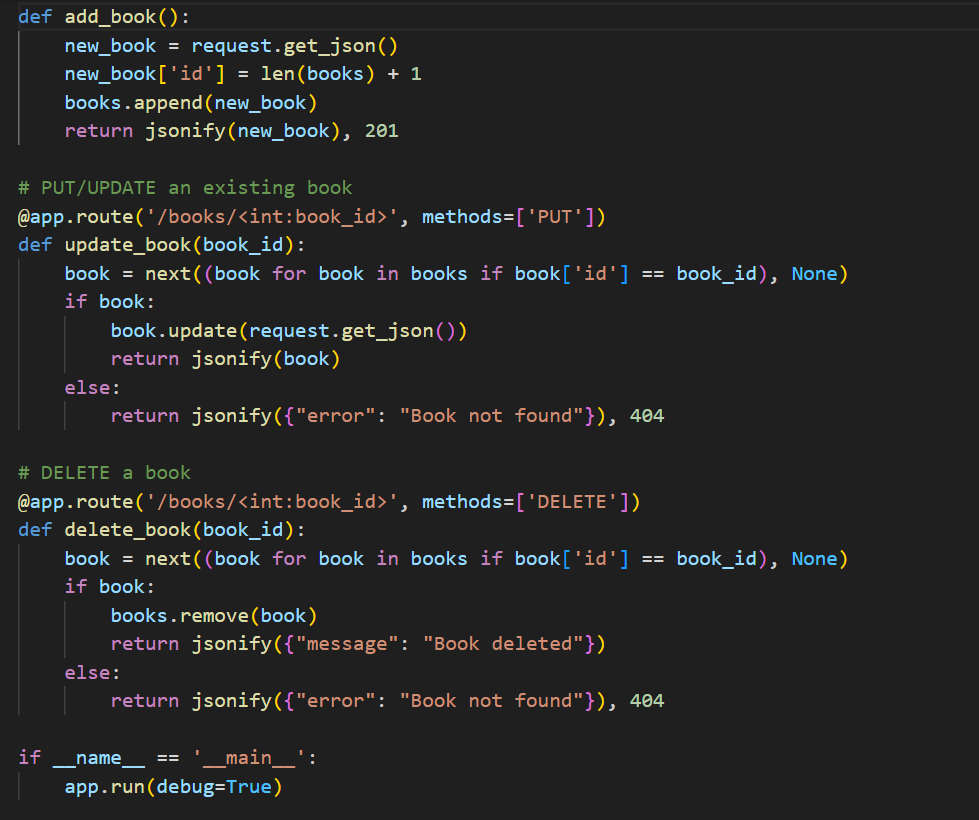 def add_book():
    new_book = request.get_json()
    new_book['id'] = len(books) + 1
    books.append(new_book)
    return jsonify(new_book), 201

# PUT/UPDATE an existing book
@app.route('/books/<int:book_id>', methods=['PUT'])
def update_book(book_id):
    book = next((book for book in books if book['id'] == book_id), None)
    if book:
        book.update(request.get_json())
        return jsonify(book)
    else:
        return jsonify({"error": "Book not found"}), 404

# DELETE a book
@app.route('/books/<int:book_id>', methods=['DELETE'])
def delete_book(book_id):
    book = next((book for book in books if book['id'] == book_id), None)
    if book:
        books.remove(book)
        return jsonify({"message": "Book deleted"})
    else:
        return jsonify({"error": "Book not found"}), 404

if __name__ == '__main__':
    app.run(debug=True)